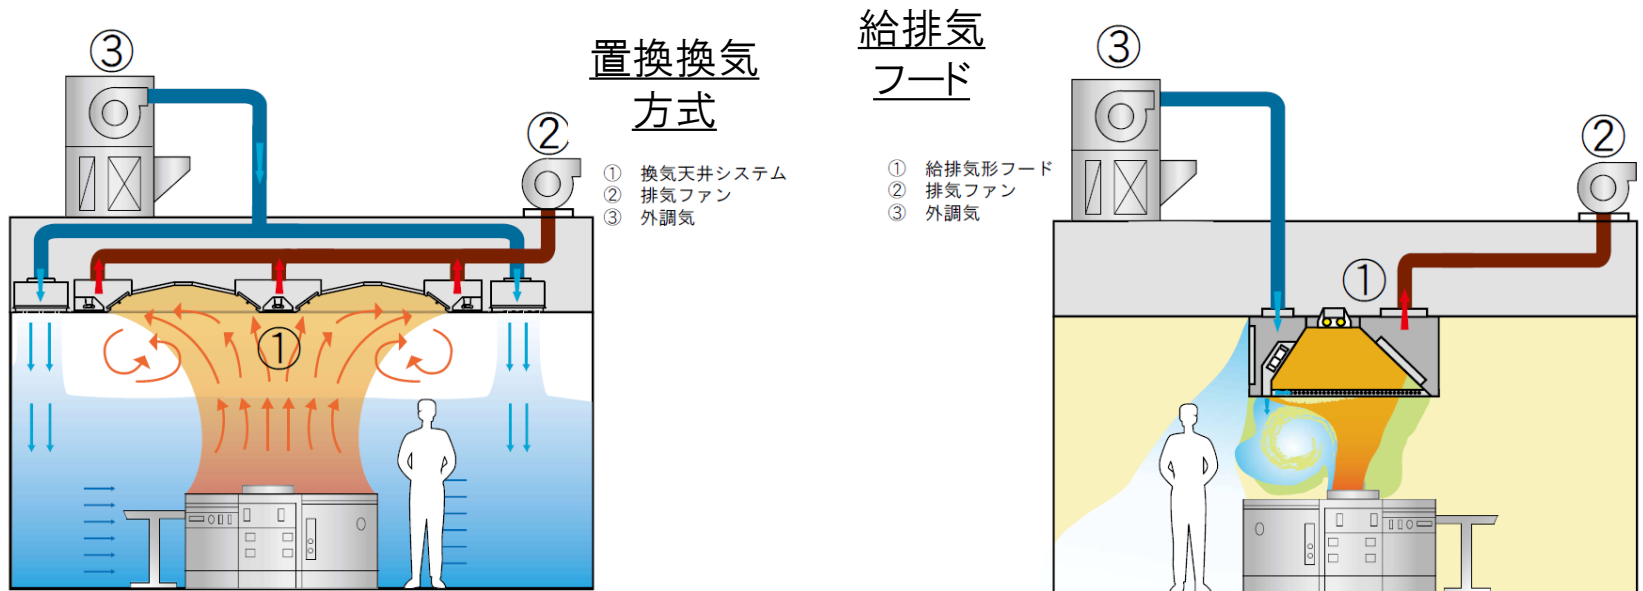 ③
置換換気
方式
②
① 換気天井システム
② 排気ファン
③ 外調気
①
給排気
フード
③
②
① 給排気形フード
② 排気ファン
③ 外調気
①